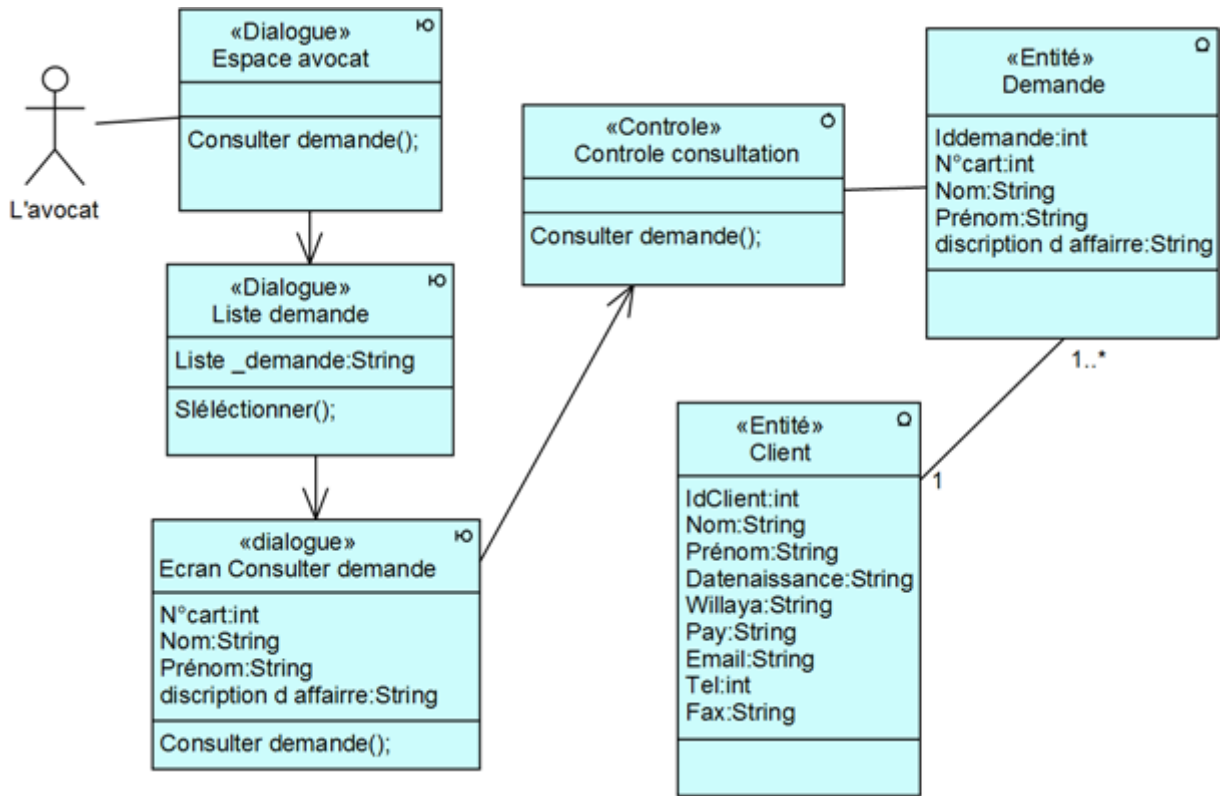 L'avocat
«Dialogue»
Espace avocat
Consulter demande();
«Dialogue»
Liste demande
Liste _demande:String
Sléléctionner();
«dialogue»
Ecran Consulter demande
N°cart:int
Nom:String
Prénom:String
discription d affairre:String
Consulter demande();
«Controle»
Controle consultation
Consulter demande();
«Entité»
Demande
Iddemande:int
N°cart:int
Nom:String
Prénom:String
discription d affairre:String
1..*
1
«Entité»
Client
IdClient:int
Nom:String
Prénom:String
Datenaissance:String
Willaya:String
Pay:String
Email:String
Tel:int
Fax:String